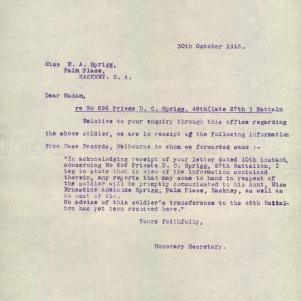 30th October 1916.
Miss E. A. Sprigg,
Palm Place,
HACKNEY. S. A.
Dear Madam,
re No 696 Private D. C. Sprigg, 48th(late 27th) Battaln
Relative to your enquiry through this office regarding
the above soldier, we are in receipt of the following information
from Base Records, Melbourne to whom we forwarded same :-
"In acknowledging receipt of your letter dated 10th instant,
concerning No 696 Private D. C. Sprigg, 27th Battalion, I
beg to state that in view of the information contained
therein, any reports that may come to hand in respect of
the soldier will be promptly communicated to his Aunt, Miss
Ernestine Adelaide Sprigg, Palm Place, Hackney, as well as
to next of kin.
No advice of this soldier's transference to the 48th Battal-
ion has yet been received here."
Yours faithfully,
Honorary Secretary.